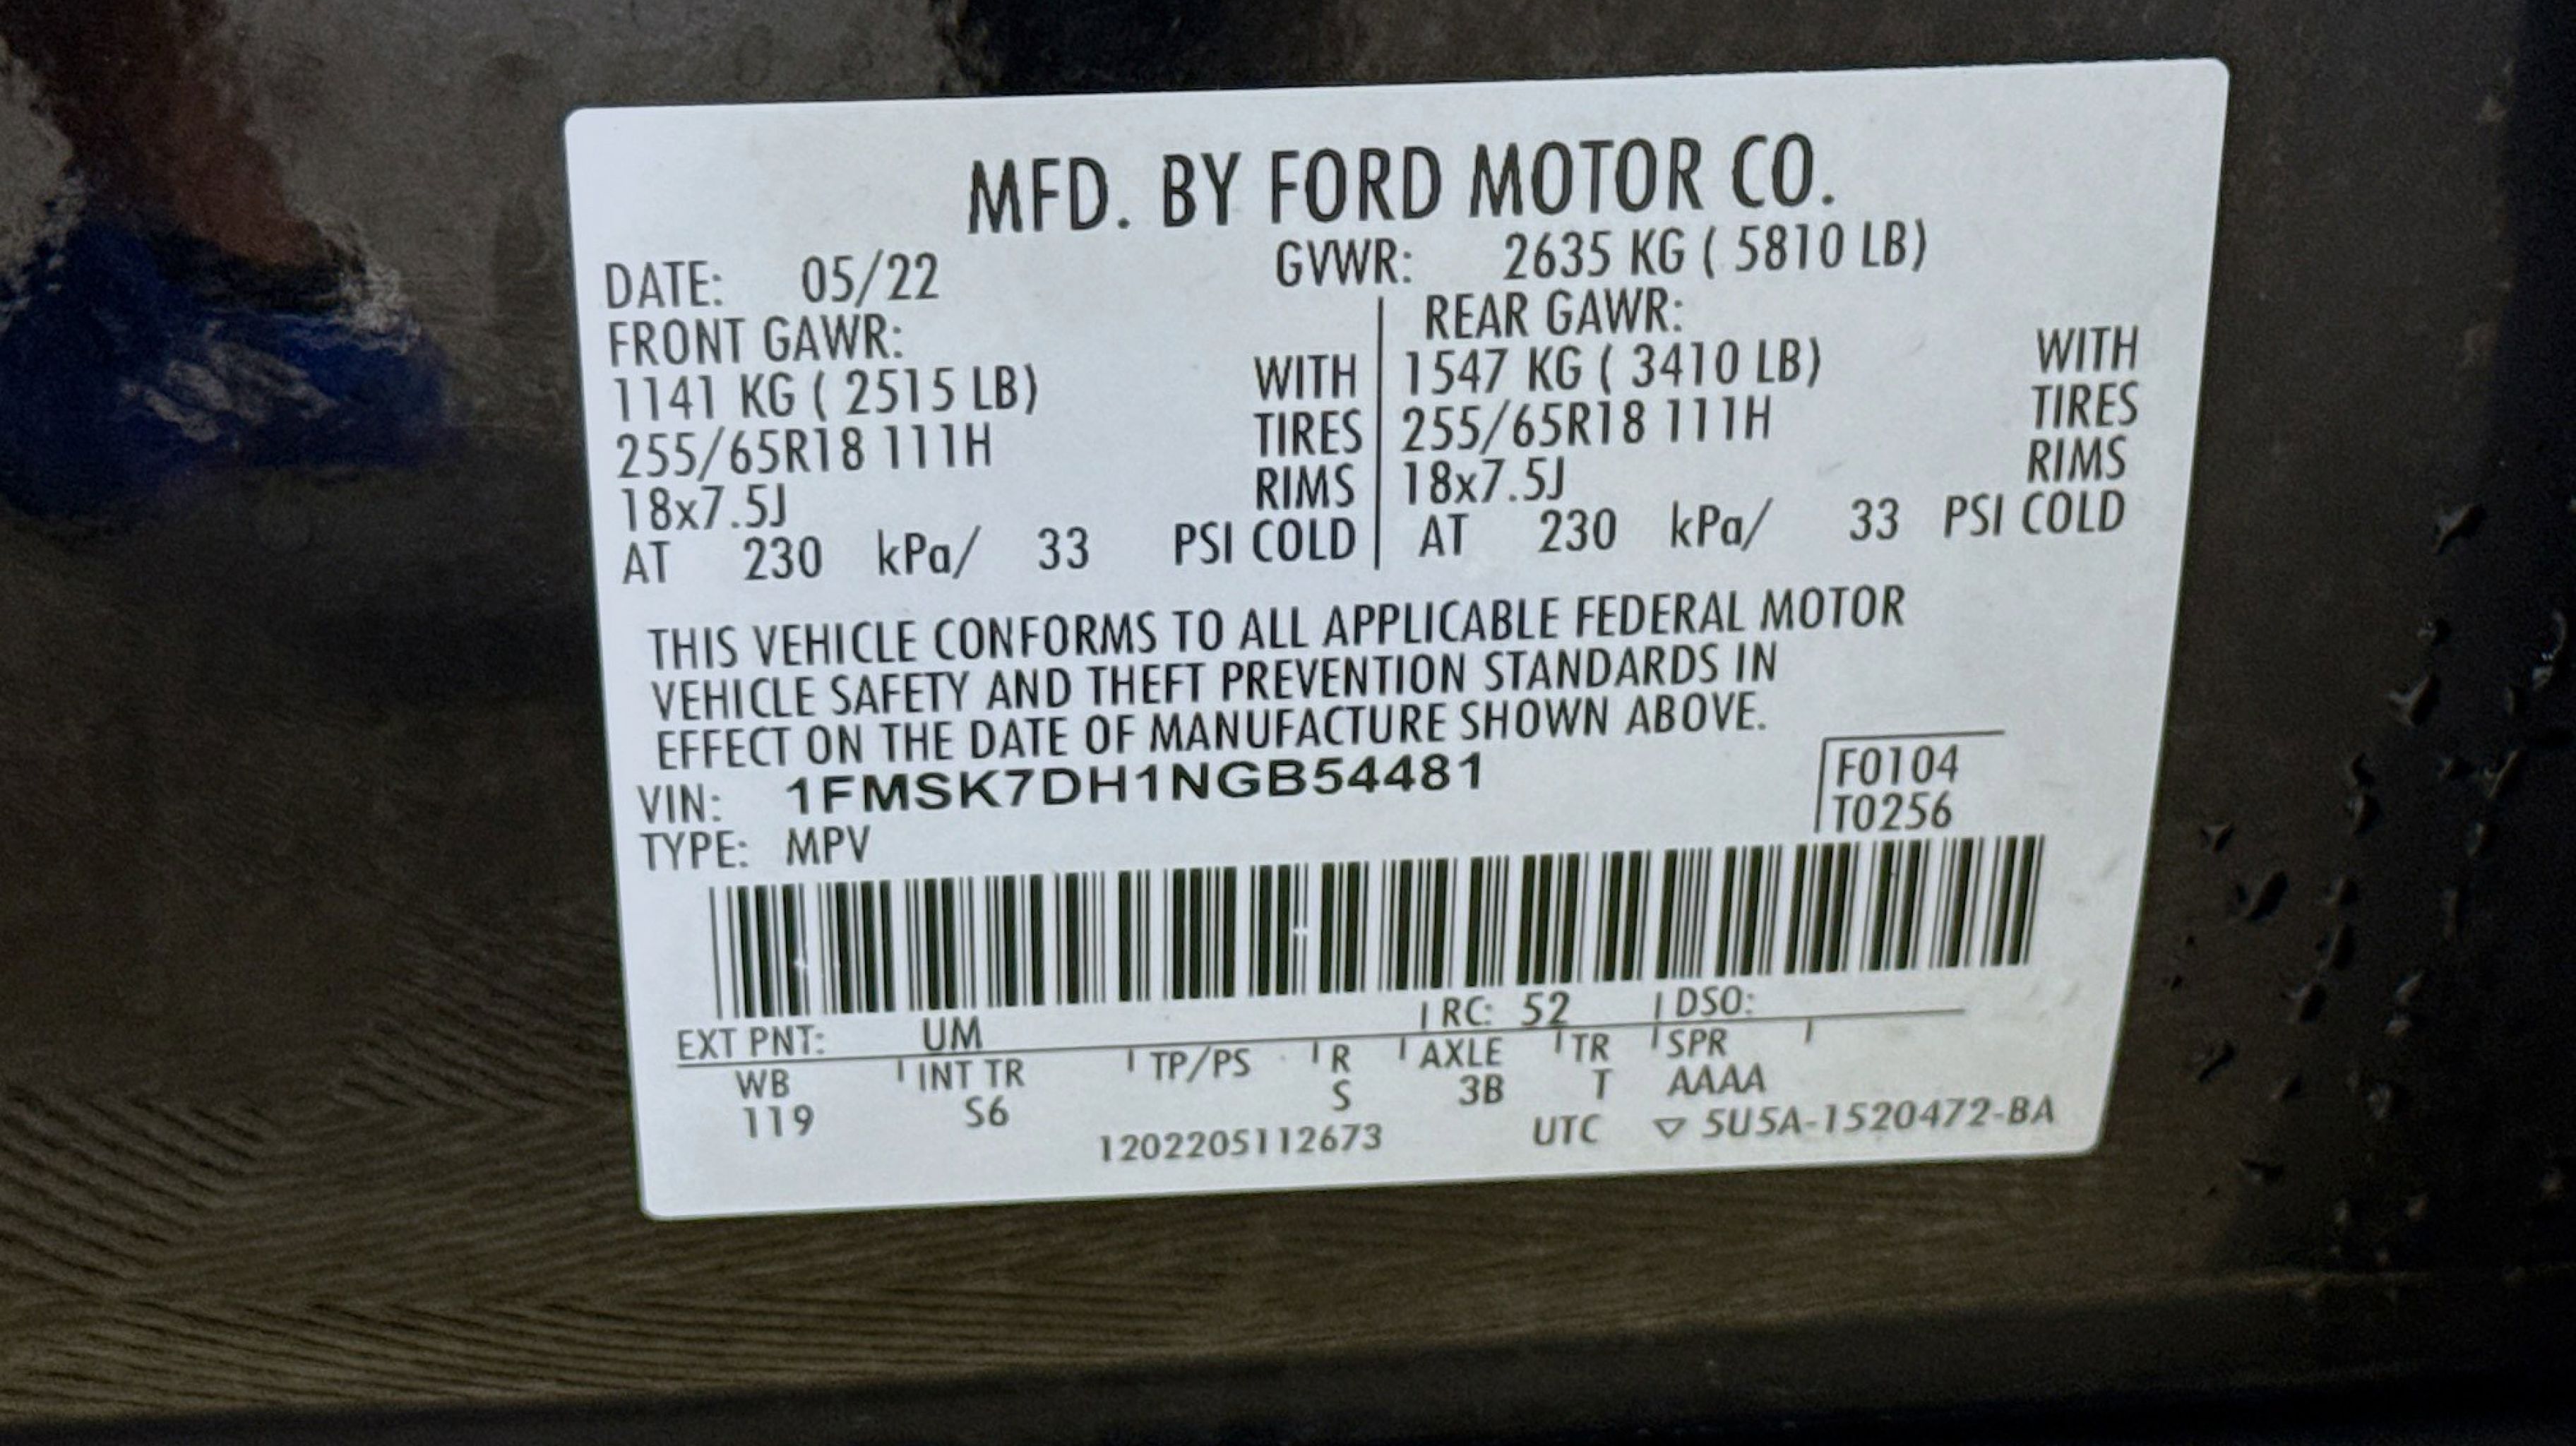 MFD. BY FORD MOTOR CO.
DATE: 05/22 GVWR: 2635 KG ( 5810 LB)
FRONT GAWR: REAR GAWR:
1141 KG ( 2515 LB) WITH 1547 KG ( 3410 LB) WITH
255/65R18 111H TIRES 255/65R18 111H TIRES
18x7.5J RIMS 18x7.5J RIMS
AT 230 kPa/ 33 PSI COLD AT 230 kPa/ 33 PSI COLD
THIS VEHICLE CONFORMS TO ALL APPLICABLE FEDERAL MOTOR
VEHICLE SAFETY AND THEFT PREVENTION STANDARDS IN
EFFECT ON THE DATE OF MANUFACTURE SHOWN ABOVE.
VIN: 1FMSK7DH1NGB54481 F0104
TYPE: MPV T0256
EXT PNT: UM RC: 52 DSO:
WB INT TR TP/PS R AXLE TR SPR
119 S6 S 3B T AAAA
1202205112673 UTC ▽ 5U5A-1520472-BA